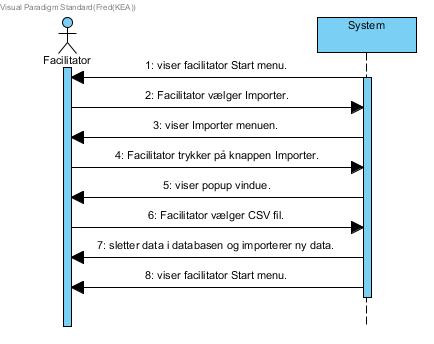 Visual Paradigm Standard(Fred(KEA))
System
Facilitator
1: viser facilitator Start menu.
2: Facilitator vælger Importer.
3: viser Importer menuen.
4: Facilitator trykker på knappen Importer.
5: viser popup vindue.
6: Facilitator vælger CSV fil.
7: sletter data i databasen og importerer ny data.
8: viser facilitator Start menu.